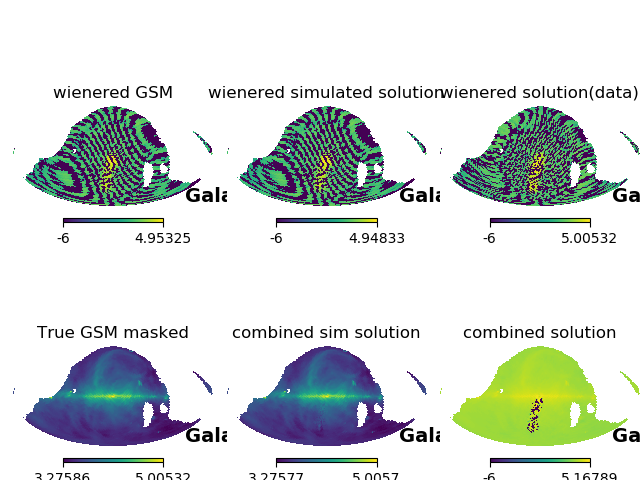 wienered GSM
wienered simulated solution
wienered solution(data)
Gala
Gala
Ga
-6 4.95325
-6 4.94833
-6 5.00532
True GSM masked
combined sim solution
combined solution
Gala
Gala
Ga
3.27586 5.00532
3.27577 5.0057
-6 5.16789